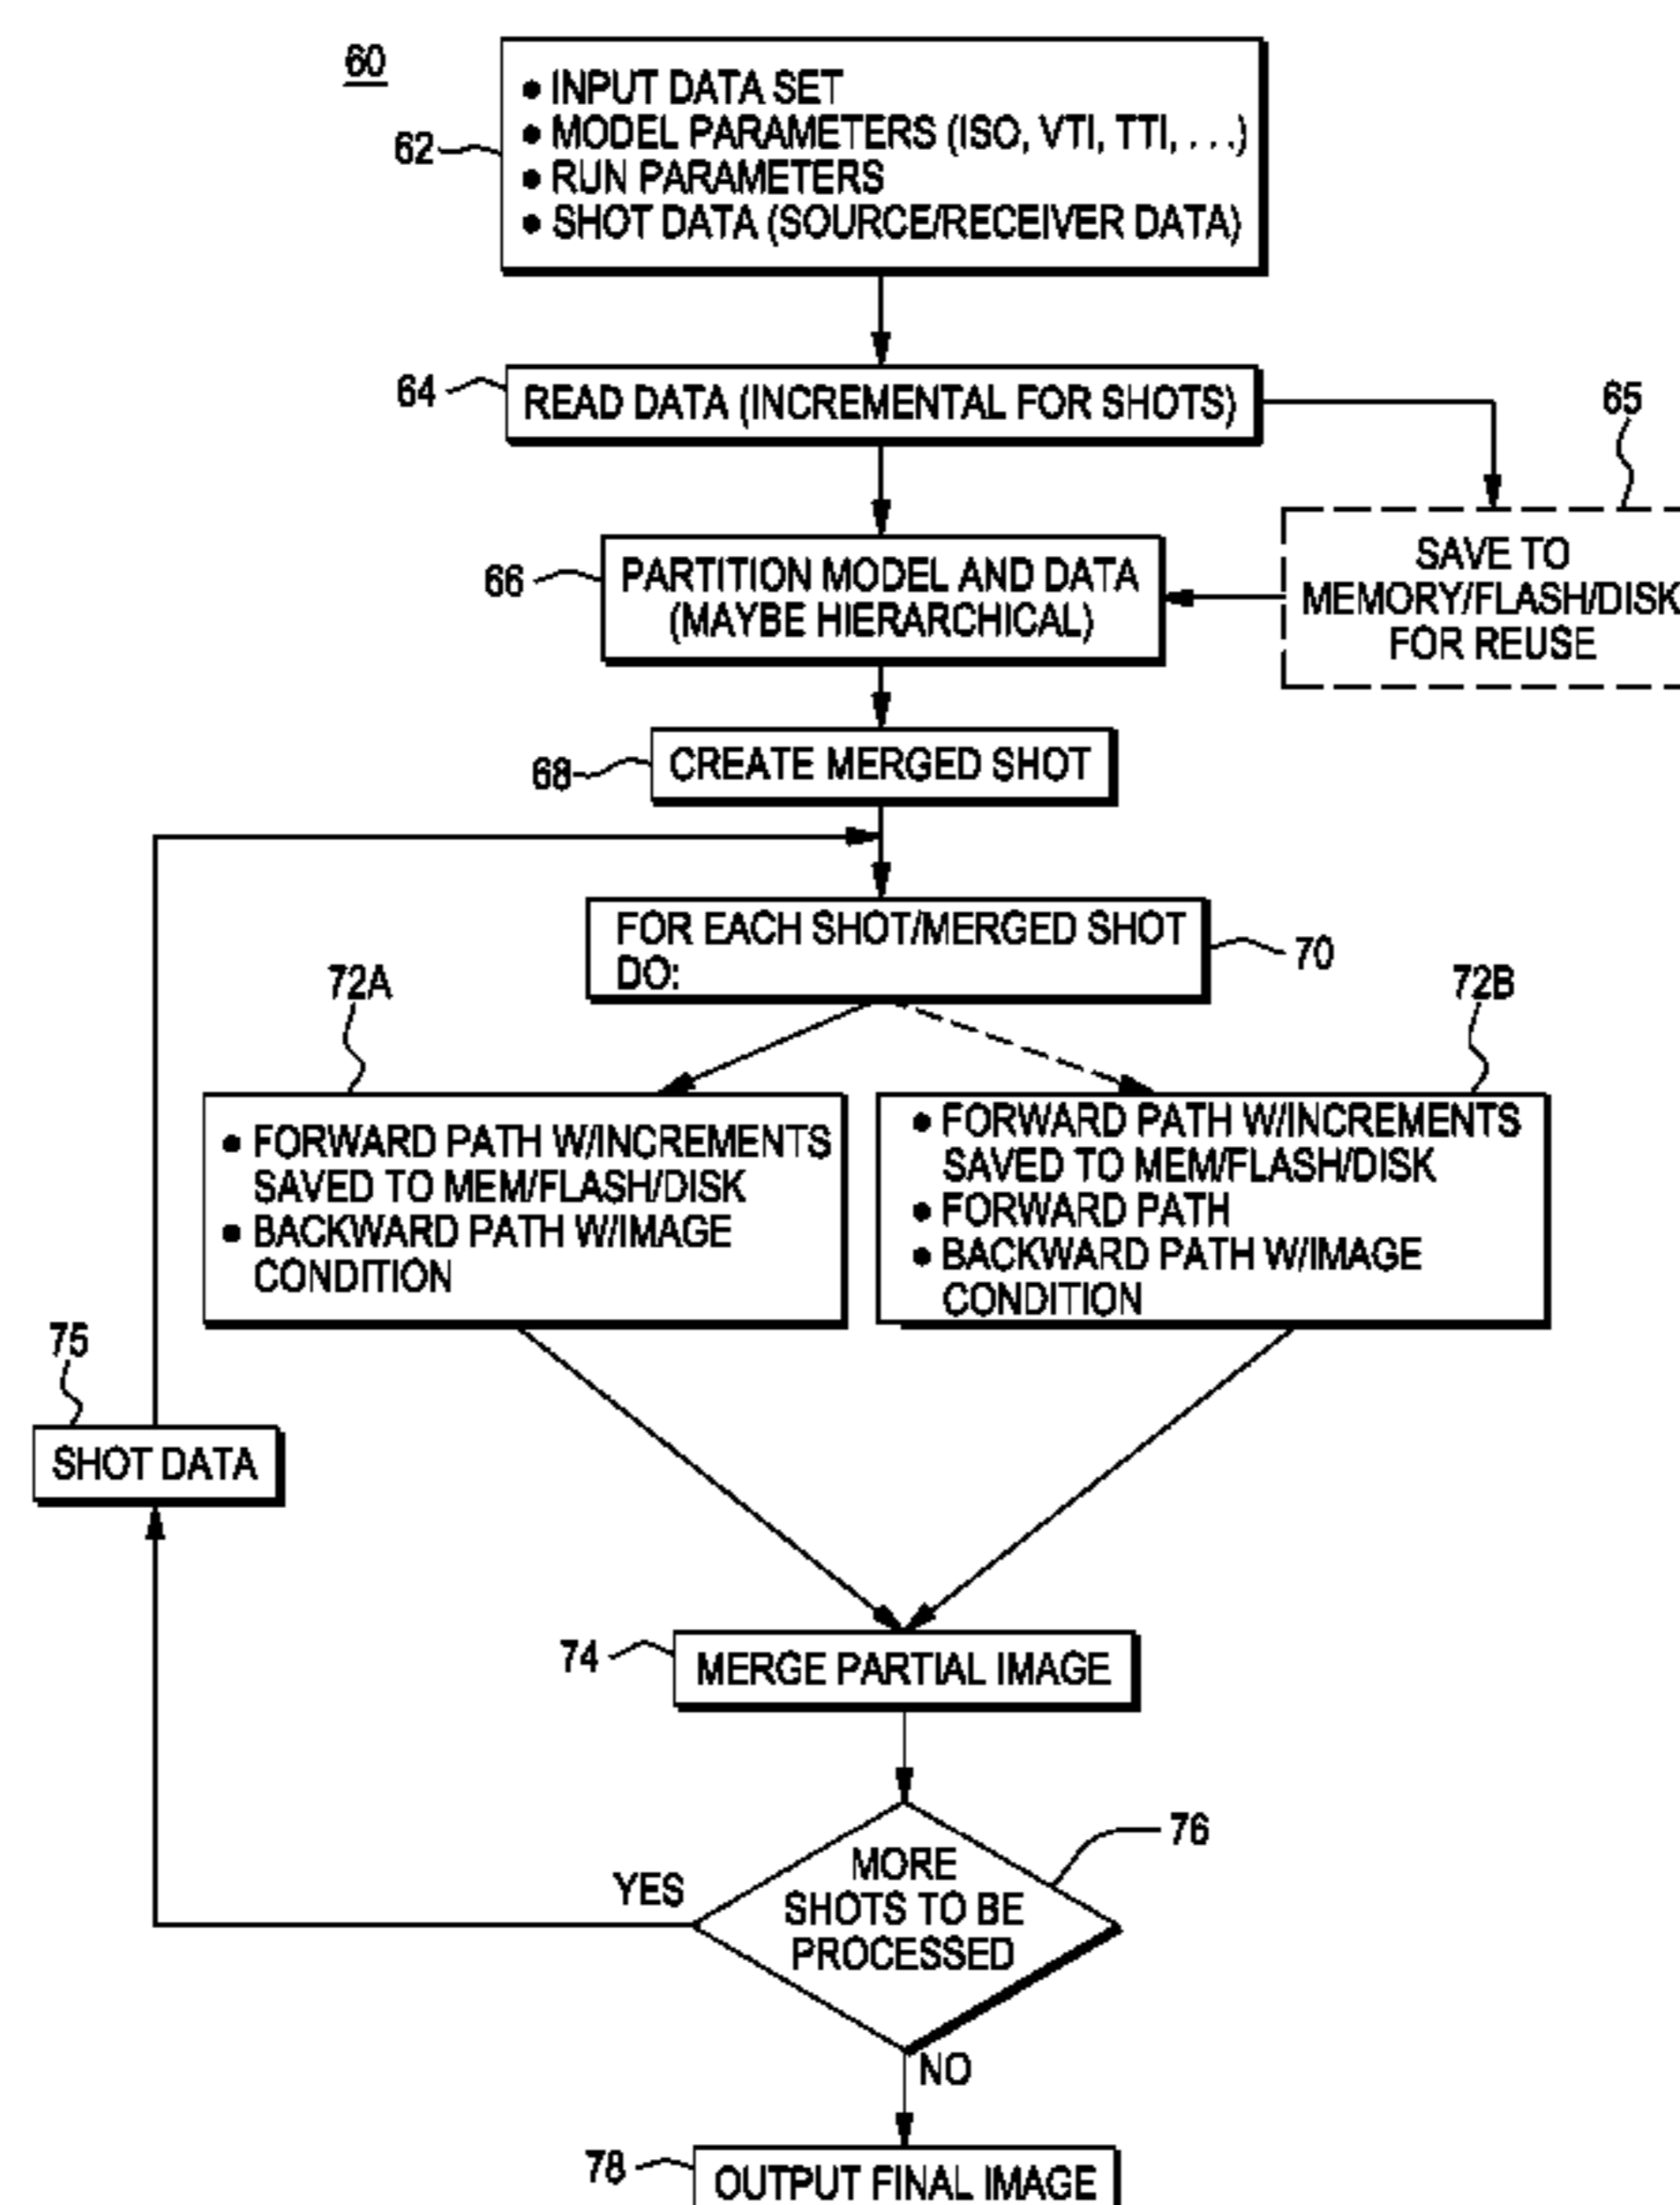 60
62
• INPUT DATA SET
• MODEL PARAMETERS (ISO, VTI, TTI, . . .)
• RUN PARAMETERS
• SHOT DATA (SOURCE/RECEIVER DATA)
64
READ DATA (INCREMENTAL FOR SHOTS)
65
SAVE TO
MEMORY/FLASH/DISK
FOR REUSE
66
PARTITION MODEL AND DATA
(MAYBE HIERARCHICAL)
68
CREATE MERGED SHOT
FOR EACH SHOT/MERGED SHOT
DO:
70
72A
• FORWARD PATH W/INCREMENTS
SAVED TO MEM/FLASH/DISK
• BACKWARD PATH W/IMAGE
CONDITION
72B
• FORWARD PATH W/INCREMENTS
SAVED TO MEM/FLASH/DISK
• FORWARD PATH
• BACKWARD PATH W/IMAGE
CONDITION
75
SHOT DATA
74
MERGE PARTIAL IMAGE
76
MORE
SHOTS TO BE
PROCESSED
YES
NO
78
OUTPUT FINAL IMAGE